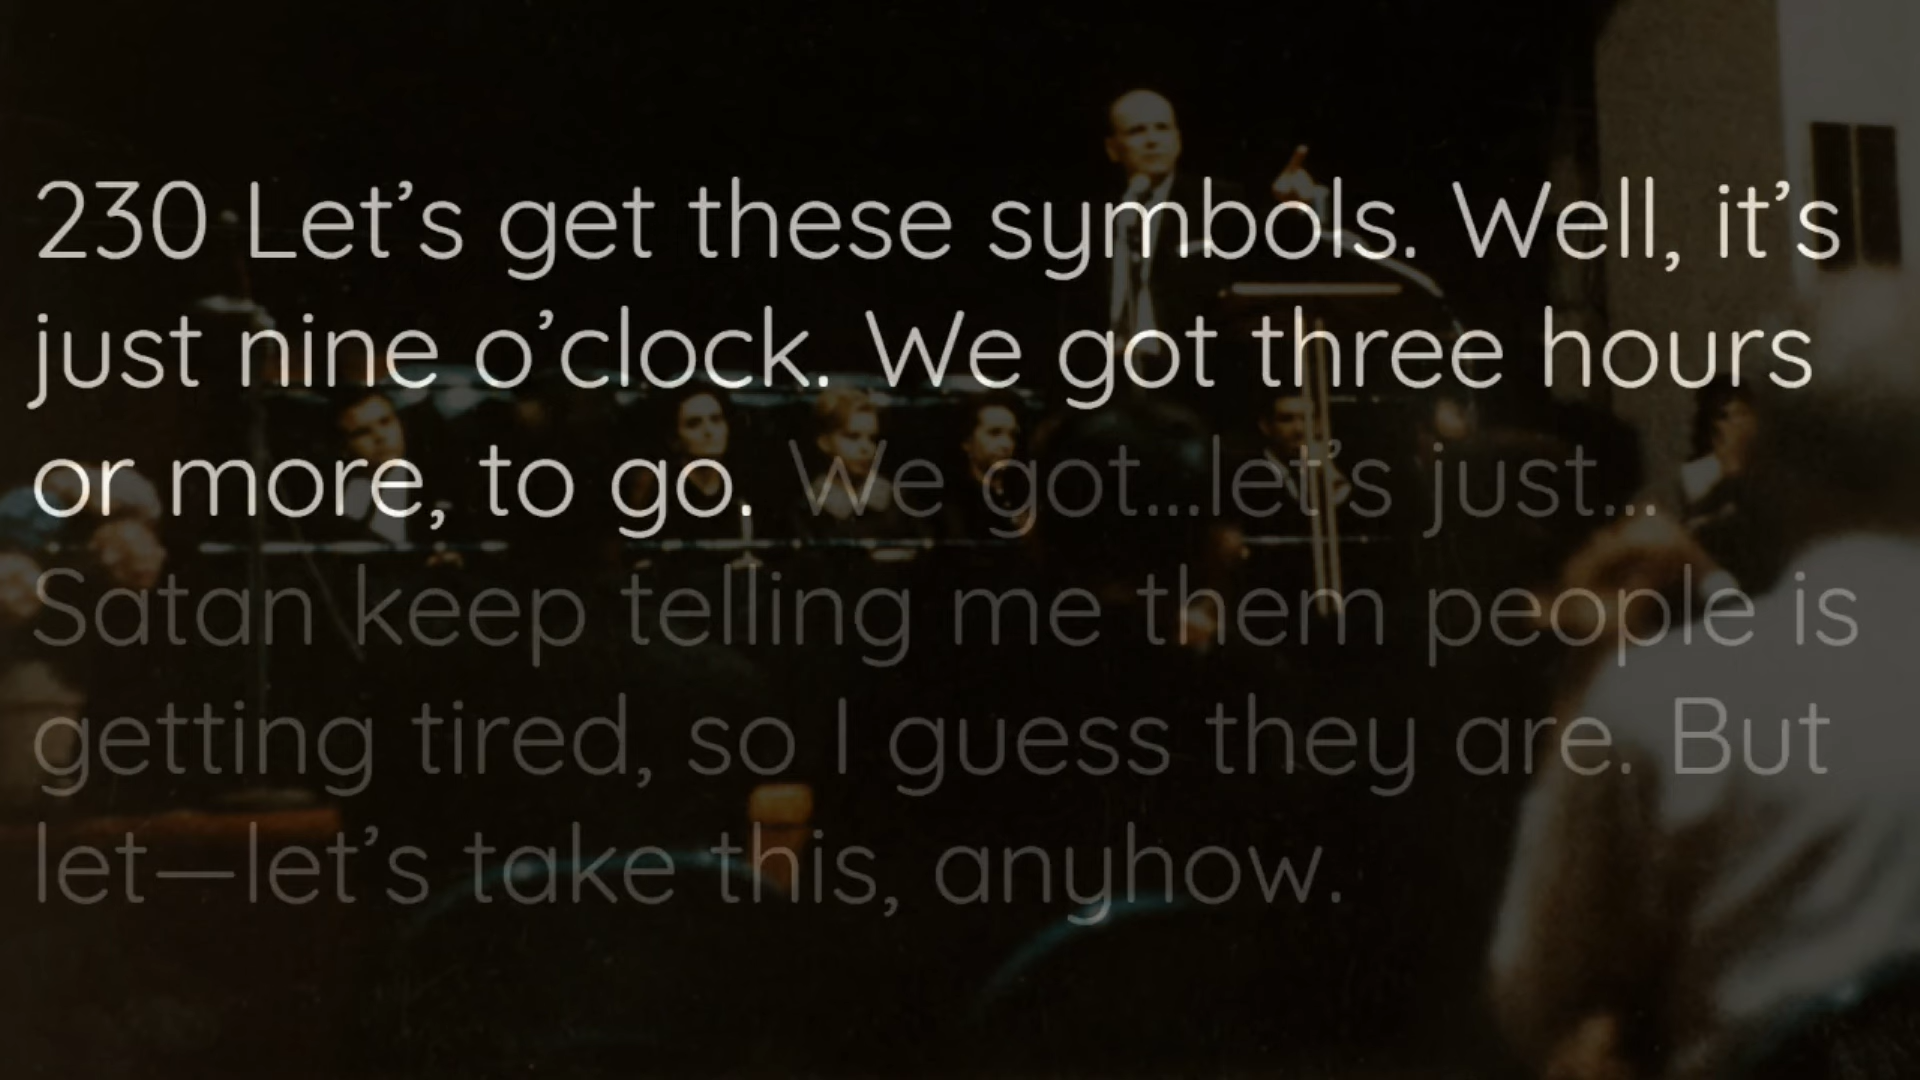 230 Let’s get these symbols. Well, it’s
just nine o’clock. We got three hours
or more, to go. We got...let’s just...
Satan keep telling me them people is
getting tired, so I guess they are. But
let—let’s take this, anyhow.